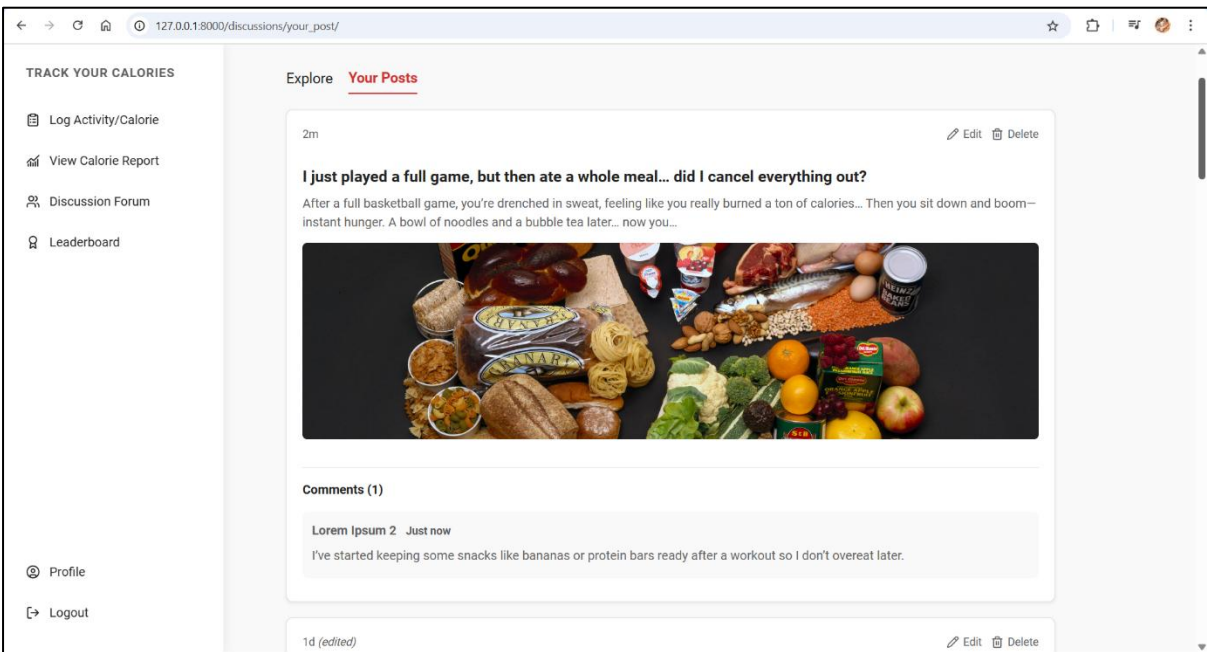 127.0.0.1:8000/discussions/your_post/
TRACK YOUR CALORIES
Log Activity/Calorie
View Calorie Report
Discussion Forum
Leaderboard
Profile
Logout
Explore Your Posts
2m Edit Delete
I just played a full game, but then ate a whole meal... did I cancel everything out?
After a full basketball game, you're drenched in sweat, feeling like you really burned a ton of calories... Then you sit down and boom—
instant hunger. A bowl of noodles and a bubble tea later... now you...
HEINZ
BAKED
BEANS
Comments (1)
Lorem Ipsum 2 Just now
I've started keeping some snacks like bananas or protein bars ready after a workout so I don't overeat later.
1d (edited) Edit Delete